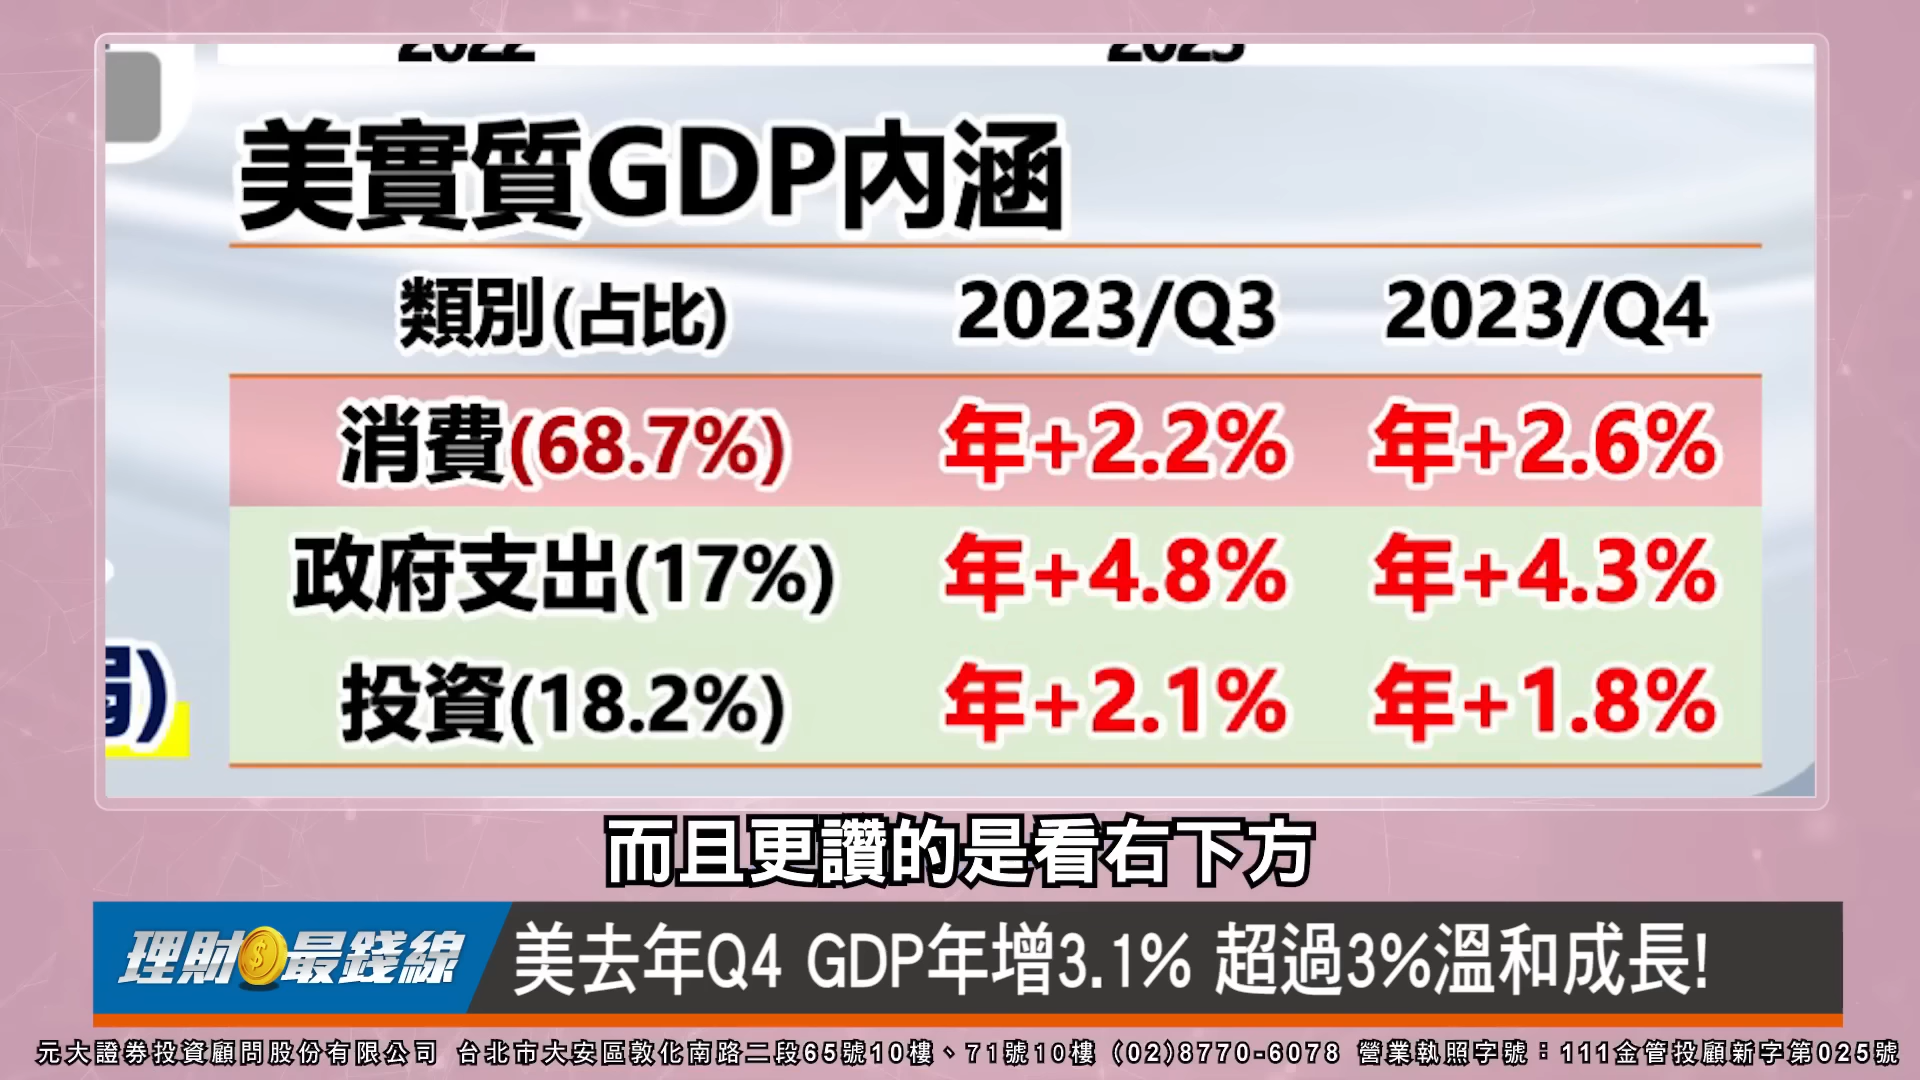 2022 2023
美實質GDP內涵
類別(占比) 2023/Q3 2023/Q4
消費(68.7%) 年+2.2% 年+2.6%
政府支出(17%) 年+4.8% 年+4.3%
投資(18.2%) 年+2.1% 年+1.8%
而且更讚的是看右下方
理財最錢線 美去年Q4 GDP年增3.1% 超過3%溫和成長!
元大證券投資顧問股份有限公司 台北市大安區敦化南路二段65號10樓、71號10樓 (02)8770-6078 營業執照字號：111金管投顧新字第025號